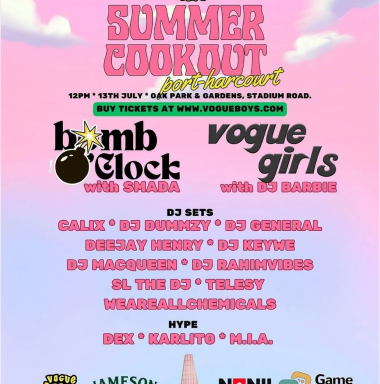 SUMMER
COOKOUT
port-harcourt
12PM * 13TH JULY * OAK PARK & GARDENS, STADIUM ROAD.
BUY TICKETS AT WWW.VOGUEBOYS.COM
bomb
O'Clock
with SMADA
vogue
girls
with DJ BARBIE
DJ SETS
CALIX * DJ DUMMZY * DJ GENERAL
DEEJAY HENRY * DJ KEYWE
DJ MACQUEEN * DJ RAHIMVIBES
SL THE DJ * TELESY
WEAREALLCHEMICALS
HYPE
DEX * KARLITO * M.I.A.
VOGUE
JAMESON
Game